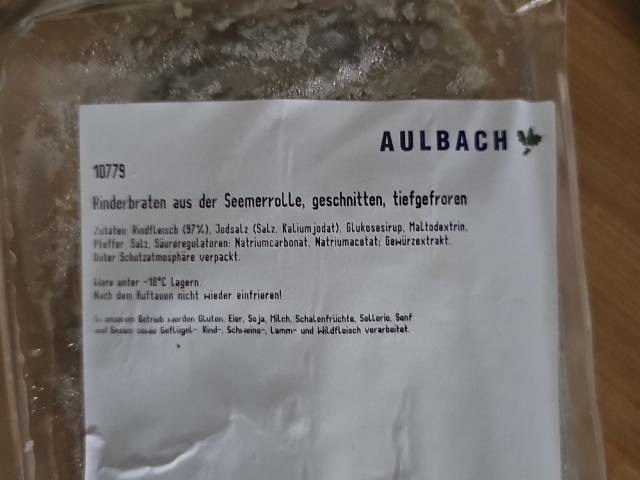 AULBACH
10779
Rinderbraten aus der Seemerrolle, geschnitten, tiefgefroren
Zutaten: Rindfleisch (97%), Jodsalz (Salz, Kaliumjodat), Glukosesirup, Maltodextrin,
Pfeffer, Salz, Säureregulatoren: Natriumcarbonat, Natriumacetat; Gewürzextrakt.
Unter Schutzatmosphäre verpackt.
Ware unter -18°C Lagern.
Nach dem Auftauen nicht wieder einfrieren!
In unserem Betrieb werden Gluten, Eier, Soja, Milch, Schalenfrüchte, Sellerie, Senf
und Sesam sowie Geflügel-, Rind-, Schweine-, Lamm- und Wildfleisch verarbeitet.